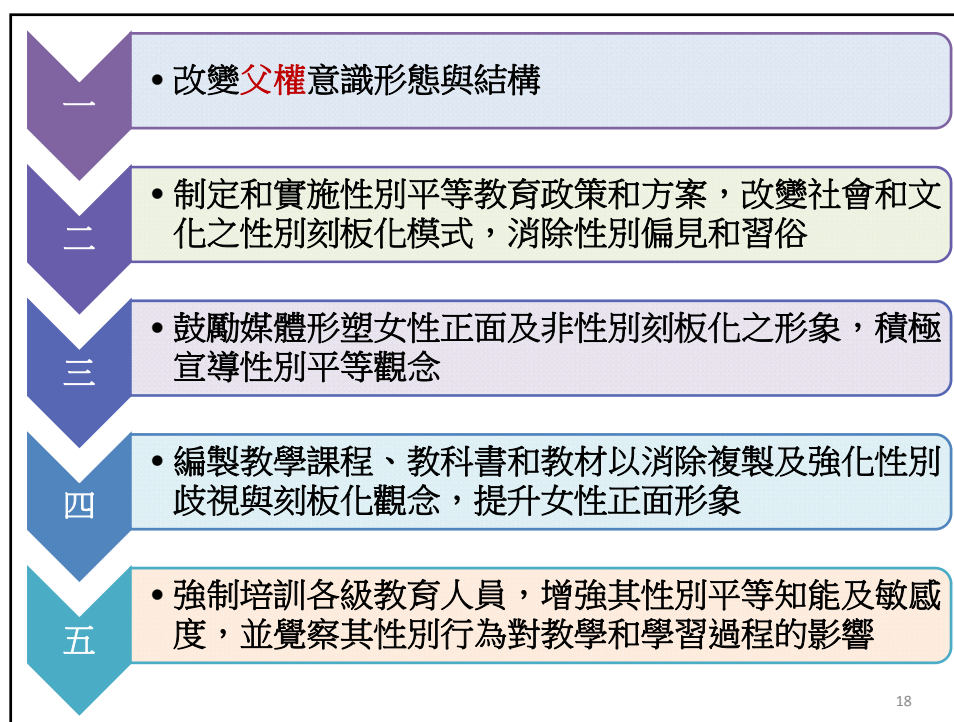 一
• 改變父權意識形態與結構
二
• 制定和實施性別平等教育政策和方案，改變社會和文
化之性別刻板化模式，消除性別偏見和習俗
三
• 鼓勵媒體形塑女性正面及非性別刻板化之形象，積極
宣導性別平等觀念
四
• 編製教學課程、教科書和教材以消除複製及強化性別
歧視與刻板化觀念，提升女性正面形象
五
• 強制培訓各級教育人員，增強其性別平等知能及敏感
度，並覺察其性別行為對教學和學習過程的影響
18